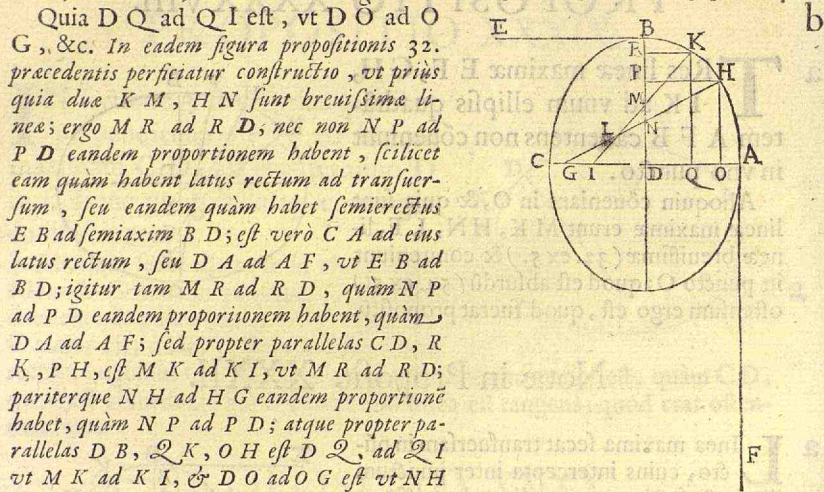 Quia D Q ad Q I eſt, vt D O ad O
G, &c. In eadem figura propoſitionis 32.
præcedentis perficiatur conſtructio, vt priùs
quia duæ K M, H N ſunt breuiſſimæ li-
neæ; ergo M R ad R D, nec non N P ad
P D eandem proportionem habent, ſcilicet
eam quàm habent latus rectum ad tranſuer-
ſum, ſeu eandem quàm habet ſemierectus
E B ad ſemiaxim B D; eſt verò C A ad eius
latus rectum, ſeu D A ad A F, vt E B ad
B D; igitur tam M R ad R D, quàm N P
ad P D eandem proportionem habent, quàm
D A ad A F; ſed propter parallelas C D, R
K, P H, eſt M K ad K I, vt M R ad R D;
pariterque N H ad H G eandem proportionē
habet, quàm N P ad P D; atque propter pa-
rallelas D B, Q K, O H eſt D Q, ad Q I
vt M K ad K I, & D O ad O G eſt vt N H
E
B
K
R
P
H
M
N
L
C
G
I
D
Q
O
A
F
b